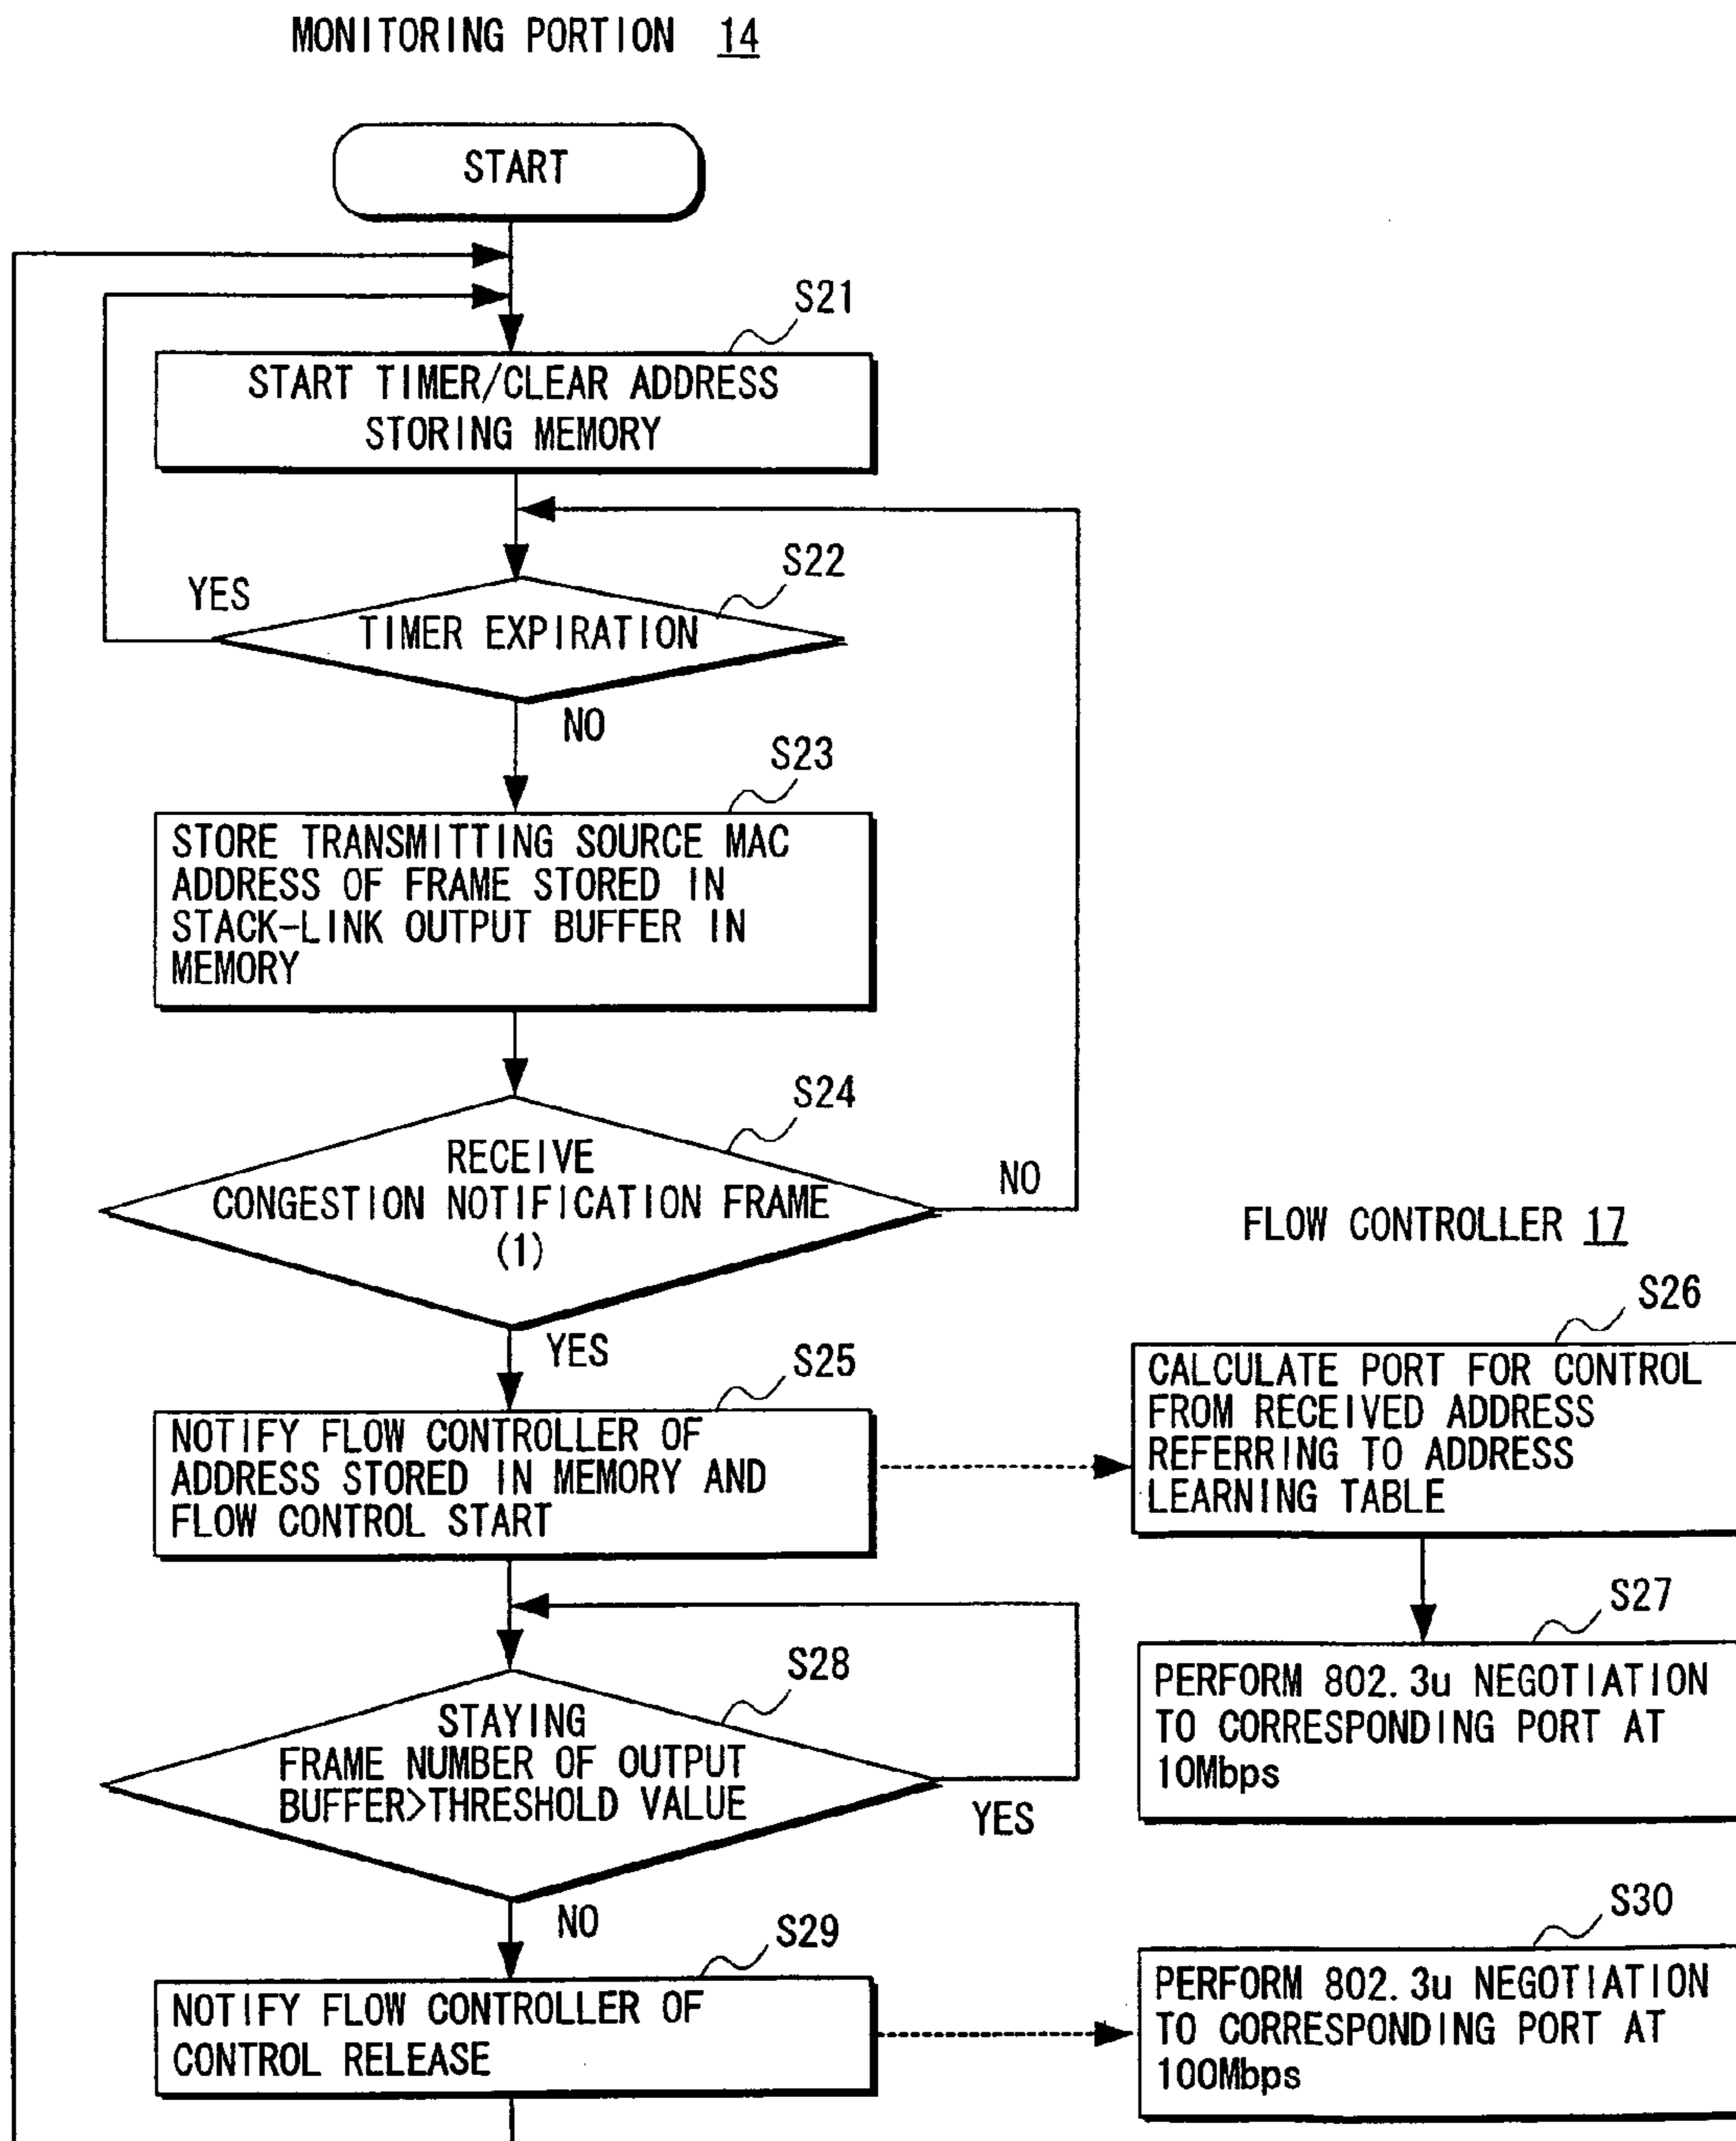 MONITORING PORTION 14
START
S21
START TIMER/CLEAR ADDRESS
STORING MEMORY
S22
YES
TIMER EXPIRATION
NO
S23
STORE TRANSMITTING SOURCE MAC
ADDRESS OF FRAME STORED IN
STACK-LINK OUTPUT BUFFER IN
MEMORY
S24
RECEIVE
CONGESTION NOTIFICATION FRAME
(1)
NO
YES
S25
NOTIFY FLOW CONTROLLER OF
ADDRESS STORED IN MEMORY AND
FLOW CONTROL START
FLOW CONTROLLER 17
S26
CALCULATE PORT FOR CONTROL
FROM RECEIVED ADDRESS
REFERRING TO ADDRESS
LEARNING TABLE
S27
PERFORM 802.3u NEGOTIATION
TO CORRESPONDING PORT AT
10Mbps
S28
STAYING
FRAME NUMBER OF OUTPUT
BUFFER>THRESHOLD VALUE
YES
NO
S29
NOTIFY FLOW CONTROLLER OF
CONTROL RELEASE
S30
PERFORM 802.3u NEGOTIATION
TO CORRESPONDING PORT AT
100Mbps